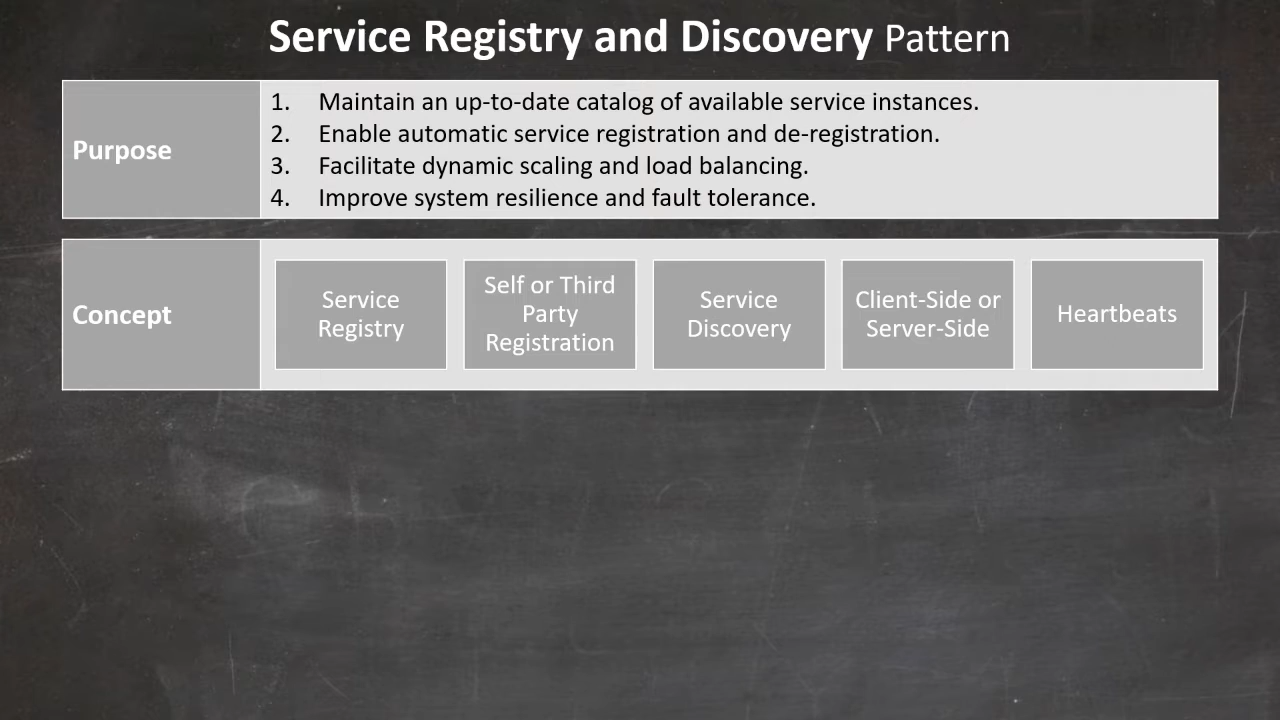 Service Registry and Discovery Pattern
Purpose
1. Maintain an up-to-date catalog of available service instances.
2. Enable automatic service registration and de-registration.
3. Facilitate dynamic scaling and load balancing.
4. Improve system resilience and fault tolerance.
Concept
Service
Registry
Self or Third
Party
Registration
Service
Discovery
Client-Side or
Server-Side
Heartbeats